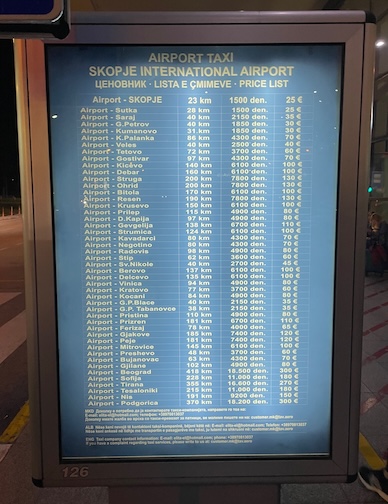 AIRPORT TAXI
SKOPJE INTERNATIONAL AIRPORT
ЦЕНОВНИК · LISTA E ÇMIMEVE · PRICE LIST
Airport - SKOPJE 23 km 1500 den. 25 €
Airport - Sutka 28 km 1500 den. 25 €
Airport - Saraj 40 km 2150 den. 35 €
Airport - G.Petrov 40 km 1850 den. 30 €
Airport - Kumanovo 31 km 1850 den. 30 €
Airport - K.Palanka 86 km 4300 den. 70 €
Airport - Veles 40 km 2500 den. 40 €
Airport - Tetovo 72 km 3700 den. 60 €
Airport - Gostivar 97 km 4300 den. 70 €
Airport - Kicevo 140 km 6100 den. 100 €
Airport - Debar 160 km 6100 den. 100 €
Airport - Struga 200 km 7800 den. 130 €
Airport - Ohrid 200 km 7800 den. 130 €
Airport - Bitola 170 km 6100 den. 100 €
Airport - Resen 190 km 7800 den. 130 €
Airport - Krusevo 150 km 6100 den. 100 €
Airport - Prilep 115 km 4900 den. 80 €
Airport - D.Kapija 97 km 4900 den. 80 €
Airport - Gevgelija 138 km 6700 den. 110 €
Airport - Strumica 124 km 6100 den. 100 €
Airport - Kavadarci 80 km 4300 den. 70 €
Airport - Negotino 80 km 4300 den. 70 €
Airport - Radovis 98 km 4900 den. 80 €
Airport - Stip 62 km 3600 den. 60 €
Airport - Sv.Nikole 40 km 2700 den. 45 €
Airport - Berovo 137 km 6100 den. 100 €
Airport - Delcevo 135 km 6100 den. 100 €
Airport - Vinica 94 km 4900 den. 80 €
Airport - Kratovo 77 km 3700 den. 60 €
Airport - Kocani 84 km 4900 den. 80 €
Airport - G.P.Blace 40 km 2150 den. 35 €
Airport - G.P. Tabanovce 38 km 2150 den. 35 €
Airport - Pristina 110 km 4900 den. 80 €
Airport - Prizren 181 km 6700 den. 110 €
Airport - Ferizaj 78 km 4000 den. 65 €
Airport - Gjakove 185 km 7400 den. 120 €
Airport - Peje 181 km 7400 den. 120 €
Airport - Mitrovice 145 km 6100 den. 100 €
Airport - Preshevo 48 km 3700 den. 60 €
Airport - Bujanovac 63 km 4300 den. 70 €
Airport - Gjilane 102 km 4900 den. 80 €
Airport - Beograd 418 km 18.500 den. 300 €
Airport - Sofija 228 km 11.000 den. 180 €
Airport - Tirana 355 km 16.600 den. 270 €
Airport - Tesaloniki 215 km 11.000 den. 180 €
Airport - Nis 191 km 9200 den. 150 €
Airport - Podgorica 370 km 18.200 den. 300 €
126